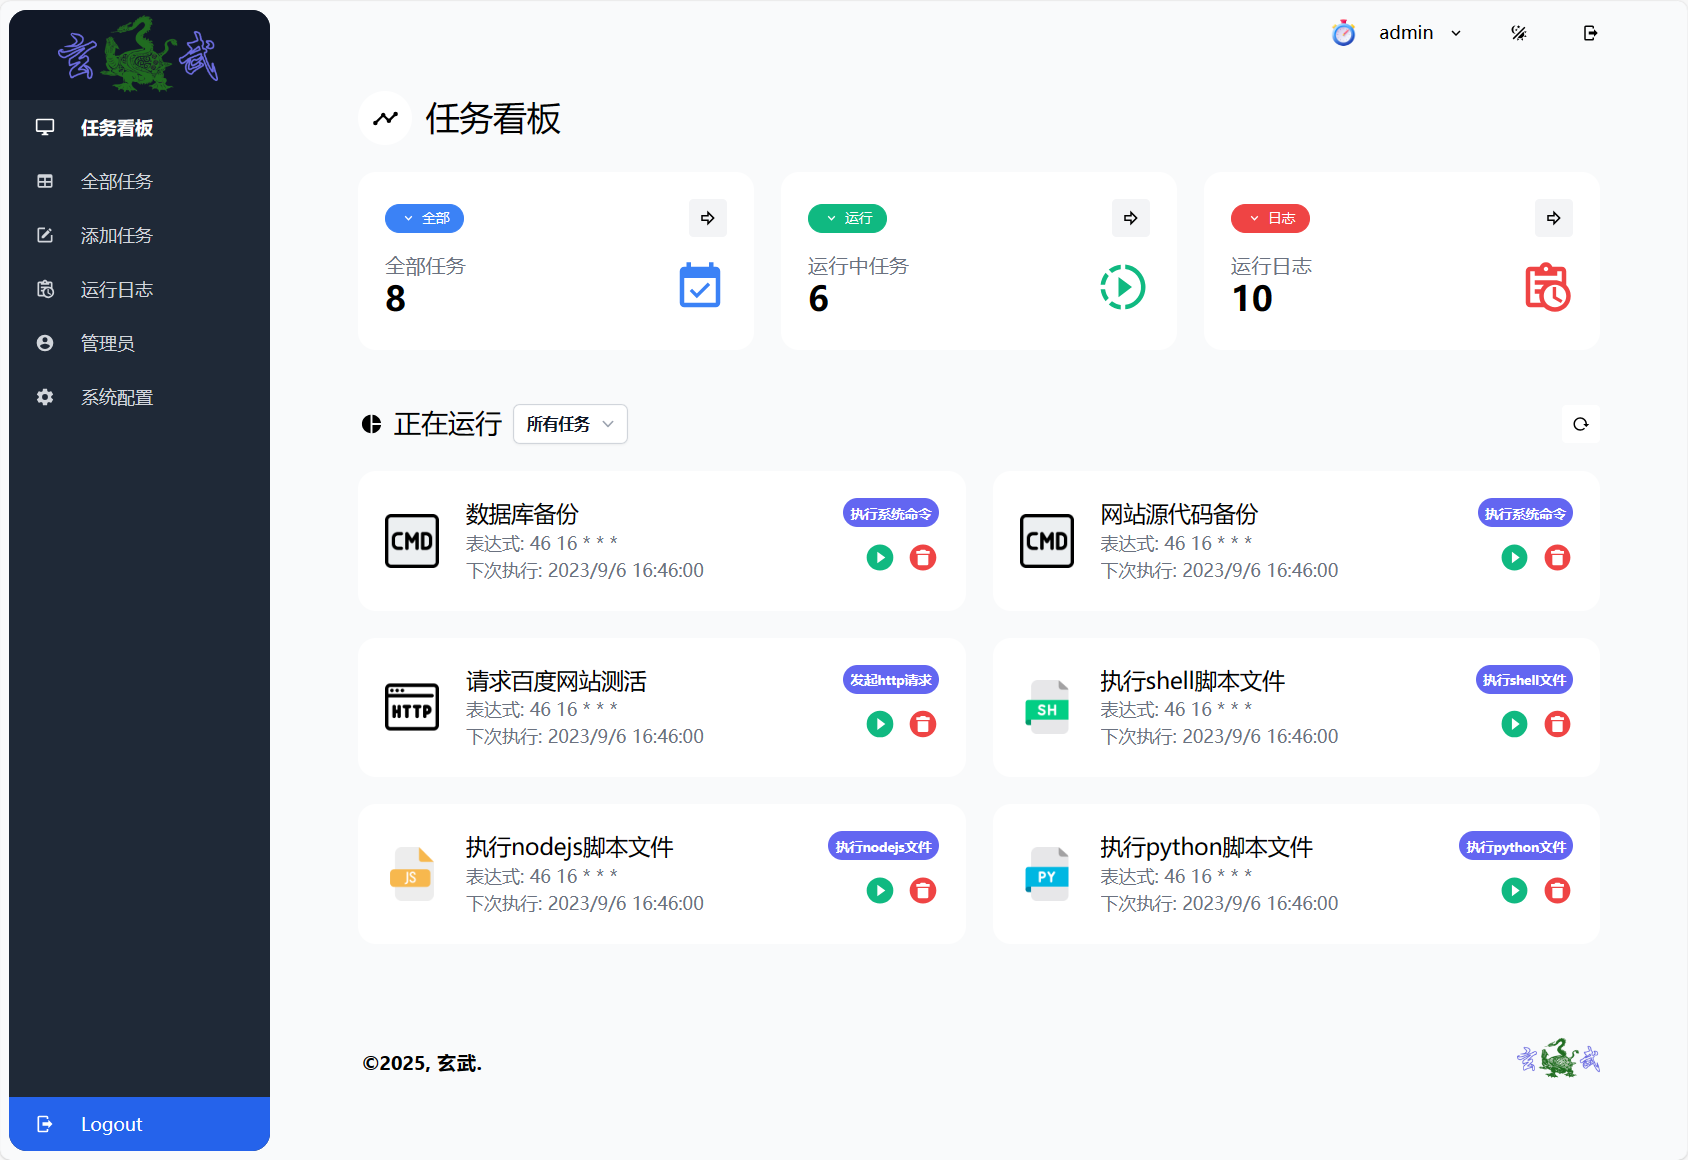 玄武
任务看板
全部任务
添加任务
运行日志
管理员
系统配置
Logout
admin
任务看板
全部
全部任务
8
运行
运行中任务
6
日志
运行日志
10
正在运行
所有任务
CMD
数据库备份
表达式: 46 16 * * *
下次执行: 2023/9/6 16:46:00
执行系统命令
CMD
网站源代码备份
表达式: 46 16 * * *
下次执行: 2023/9/6 16:46:00
执行系统命令
HTTP
请求百度网站测活
表达式: 46 16 * * *
下次执行: 2023/9/6 16:46:00
发起http请求
SH
执行shell脚本文件
表达式: 46 16 * * *
下次执行: 2023/9/6 16:46:00
执行shell文件
JS
执行nodejs脚本文件
表达式: 46 16 * * *
下次执行: 2023/9/6 16:46:00
执行nodejs文件
PY
执行python脚本文件
表达式: 46 16 * * *
下次执行: 2023/9/6 16:46:00
执行python文件
©2025, 玄武.
玄武